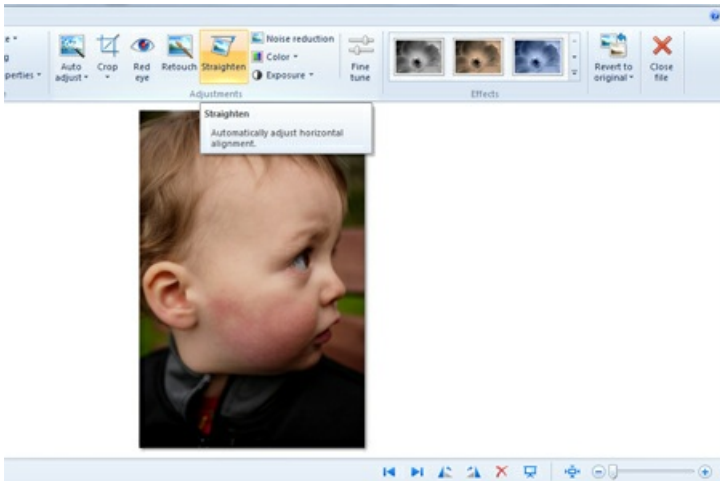 Auto adjust
Crop
Red eye
Retouch
Straighten
Noise reduction
Color
Exposure
Fine tune
Revert to original
Close file
Adjustments
Effects
Straighten
Automatically adjust horizontal
alignment.